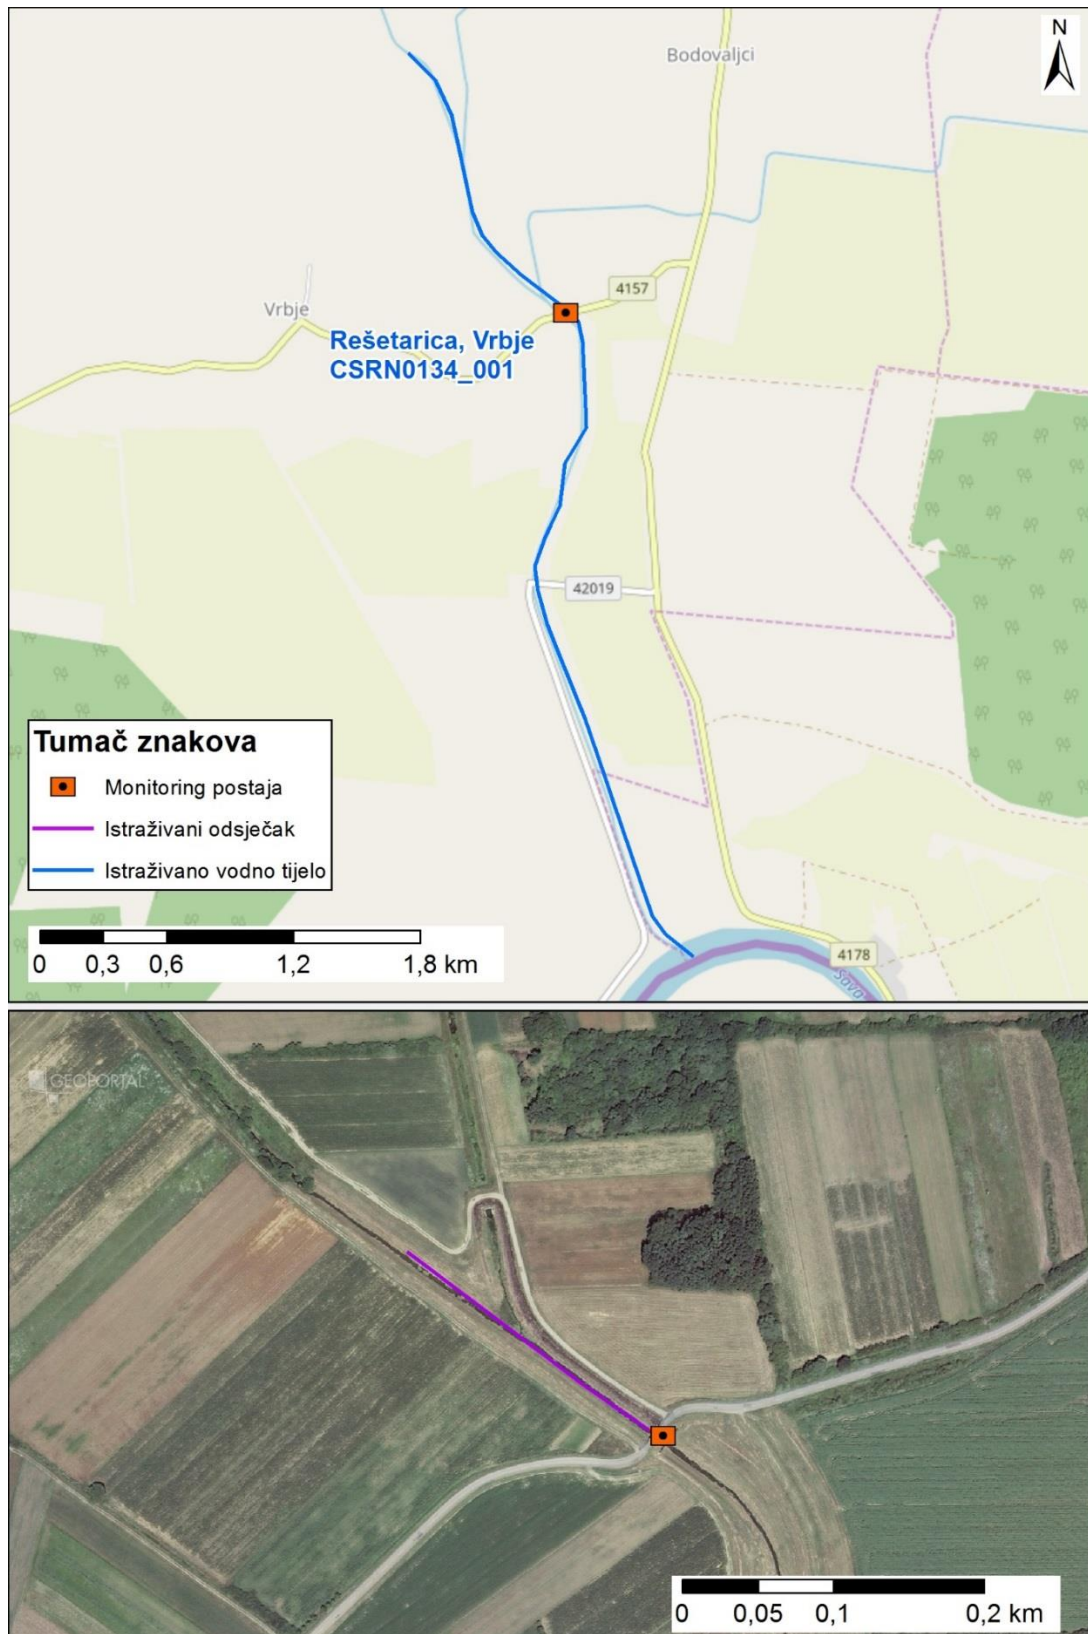 N
Bodovaljci
4157
Vrbje
Rešetarica, Vrbje
CSRN0134_001
42019
Tumač znakova
Monitoring postaja
Istraživani odsječak
Istraživano vodno tijelo
0 0,3 0,6 1,2 1,8 km
4178
Sava
GEOPORTAL
0 0,05 0,1 0,2 km